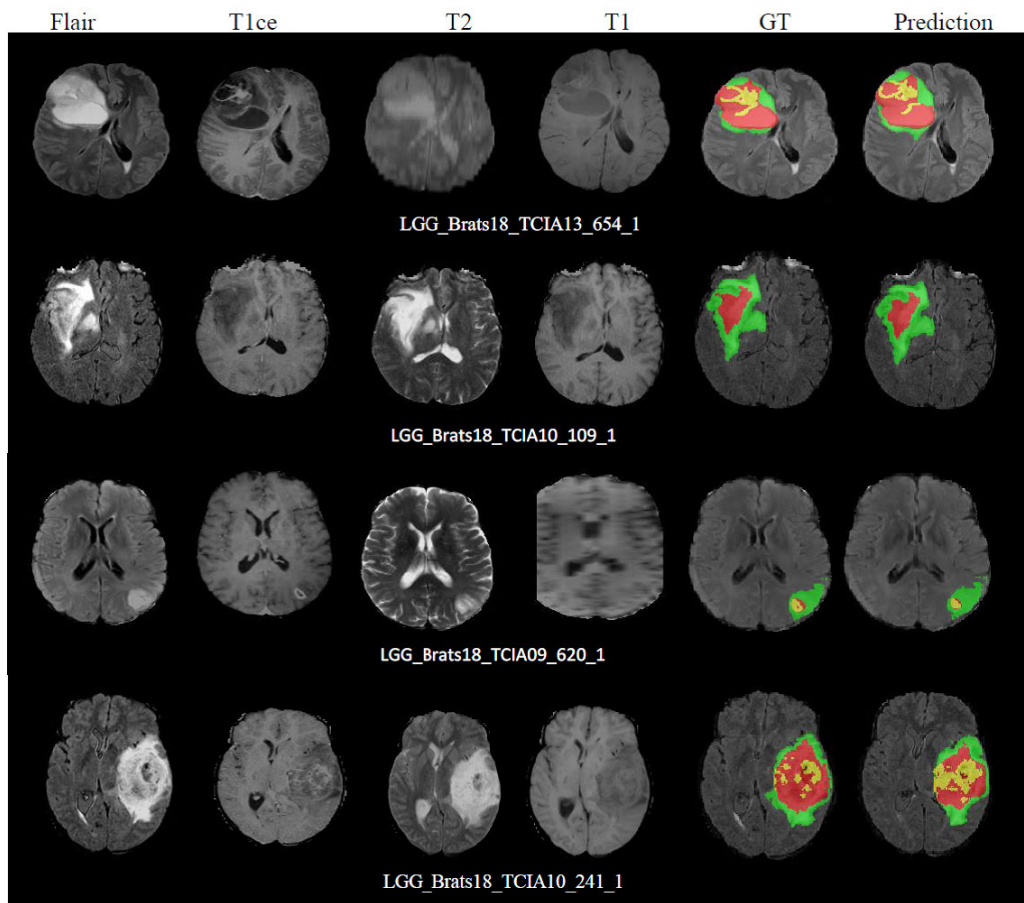 Flair T1ce T2 T1 GT Prediction
LGG_Brats18_TCIA13_654_1
LGG_Brats18_TCIA10_109_1
LGG_Brats18_TCIA09_620_1
LGG_Brats18_TCIA10_241_1